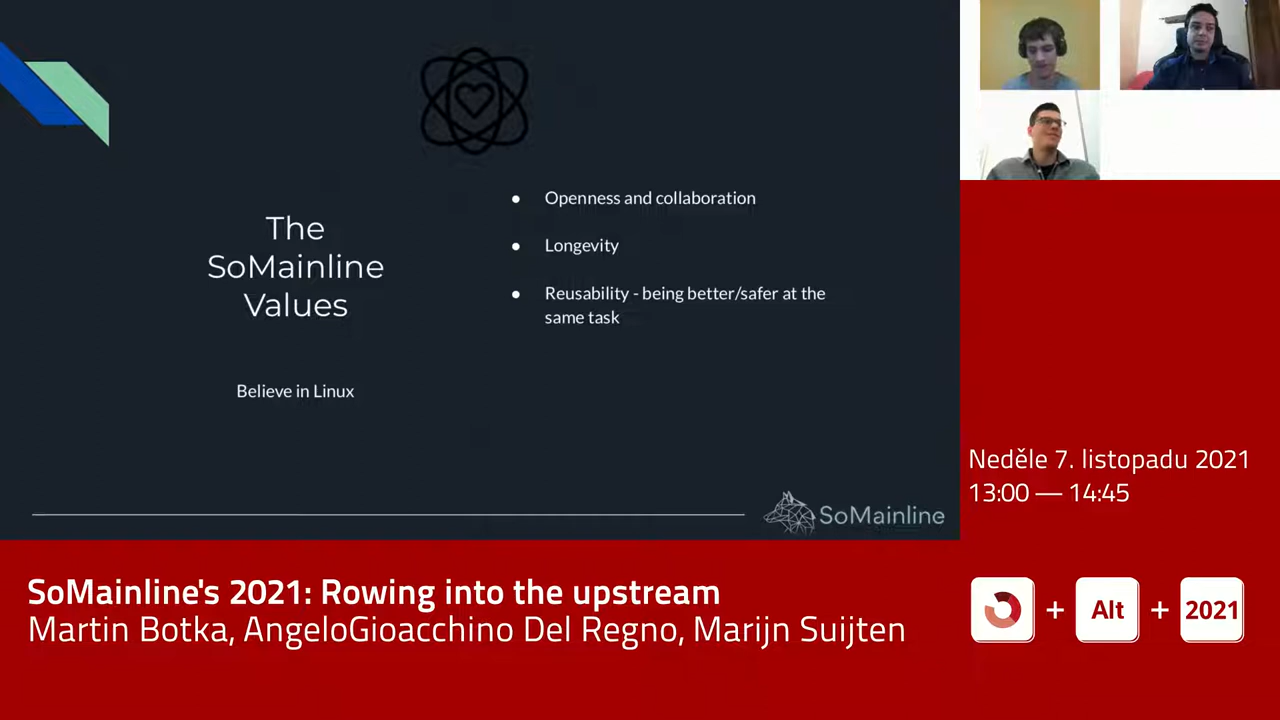 The
SoMainline
Values
Believe in Linux
● Openness and collaboration
● Longevity
● Reusability - being better/safer at the
same task
SoMainline
Neděle 7. listopadu 2021
13:00 — 14:45
SoMainline's 2021: Rowing into the upstream
Martin Botka, AngeloGioacchino Del Regno, Marijn Suijten
+ Alt + 2021